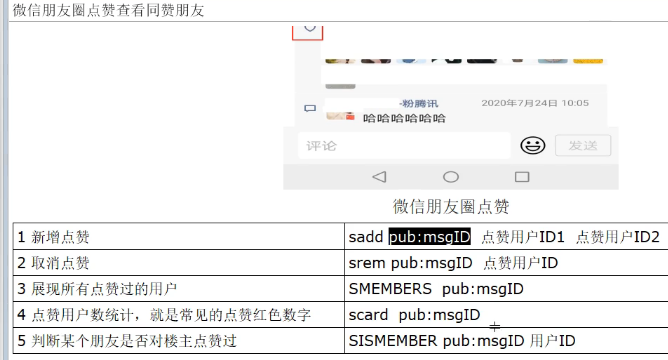 微信朋友圈点赞查看同赞朋友
-粉腾讯 2020年7月24日 10:05
哈哈哈哈哈哈
评论 发送
微信朋友圈点赞
1 新增点赞 sadd pub:msgID 点赞用户ID1 点赞用户ID2
2 取消点赞 srem pub:msgID 点赞用户ID
3 展现所有点赞过的用户 SMEMBERS pub:msgID
4 点赞用户数统计，就是常见的点赞红色数字 scard pub:msgID
5 判断某个朋友是否对楼主点赞过 SISMEMBER pub:msgID 用户ID